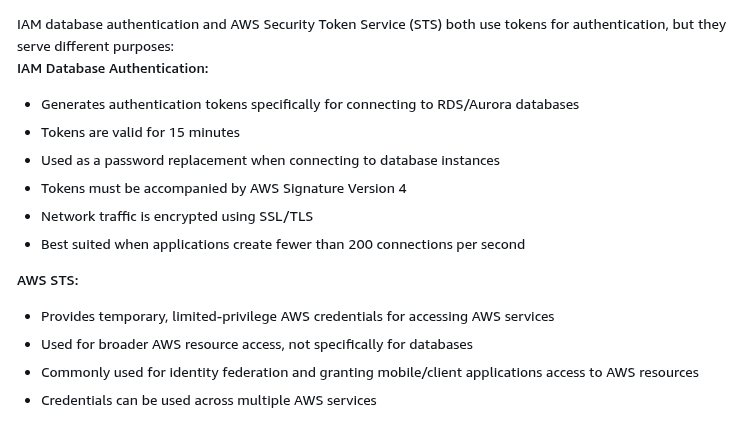 IAM database authentication and AWS Security Token Service (STS) both use tokens for authentication, but they
serve different purposes:
IAM Database Authentication:
• Generates authentication tokens specifically for connecting to RDS/Aurora databases
• Tokens are valid for 15 minutes
• Used as a password replacement when connecting to database instances
• Tokens must be accompanied by AWS Signature Version 4
• Network traffic is encrypted using SSL/TLS
• Best suited when applications create fewer than 200 connections per second
AWS STS:
• Provides temporary, limited-privilege AWS credentials for accessing AWS services
• Used for broader AWS resource access, not specifically for databases
• Commonly used for identity federation and granting mobile/client applications access to AWS resources
• Credentials can be used across multiple AWS services